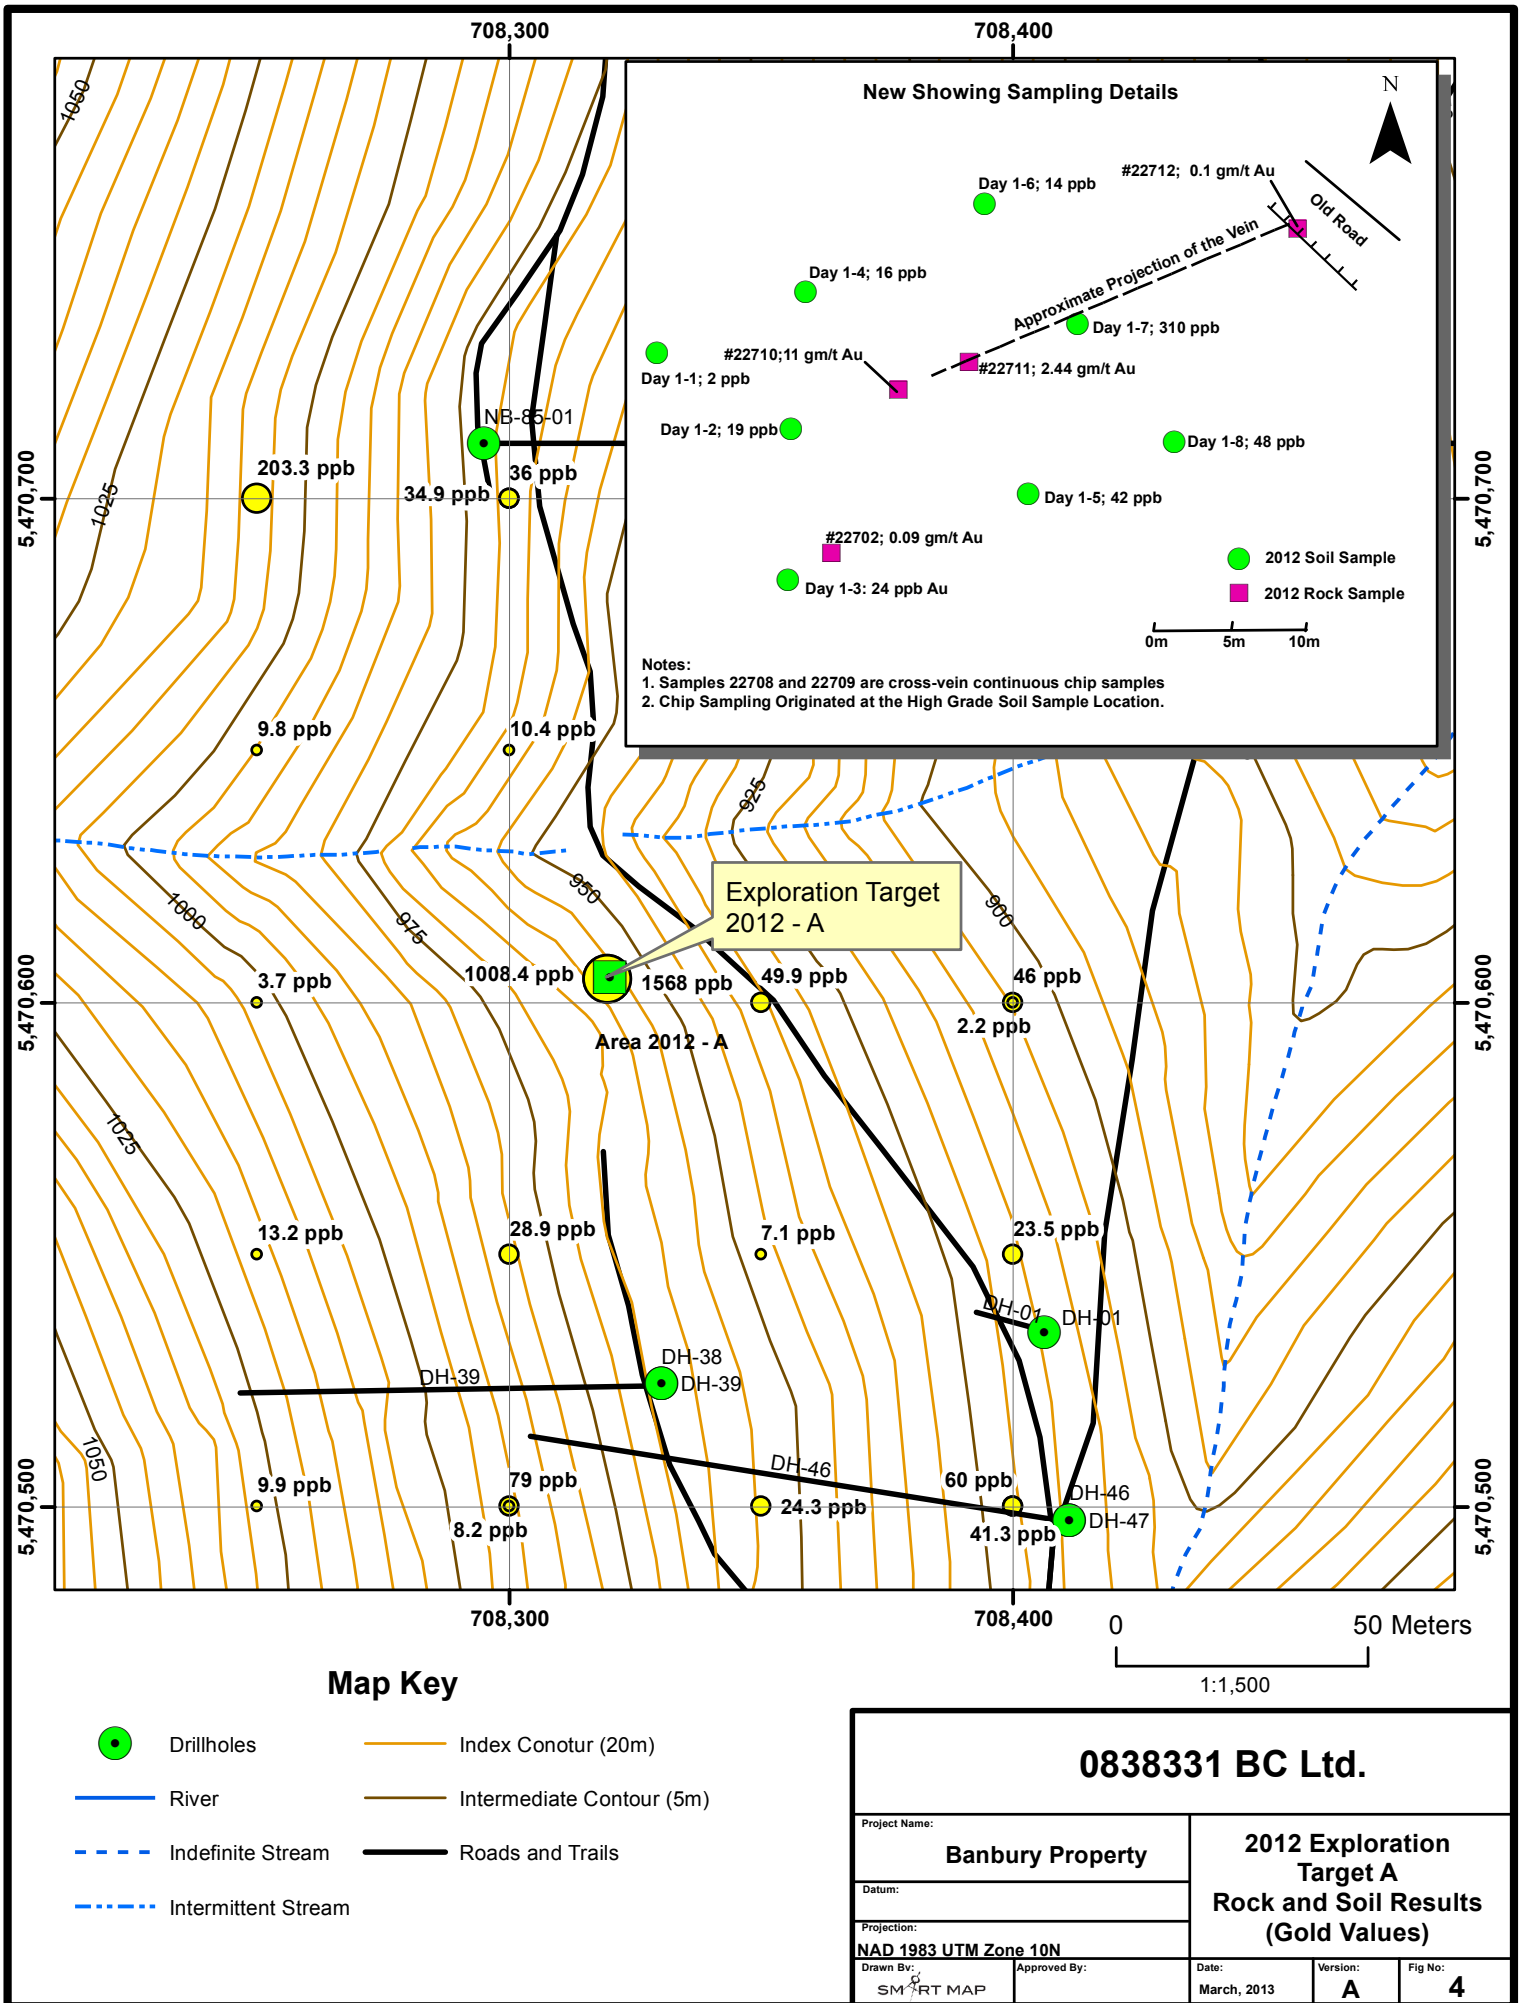 708,300
708,400
1050
New Showing Sampling Details
N
#22712; 0.1 gm/t Au
Day 1-6; 14 ppb
Old Road
Approximate Projection of the Vein
Day 1-4; 16 ppb
Day 1-7; 310 ppb
#22710;11 gm/t Au
#22711; 2.44 gm/t Au
Day 1-1; 2 ppb
Day 1-2; 19 ppb
Day 1-8; 48 ppb
Day 1-5; 42 ppb
#22702; 0.09 gm/t Au
2012 Soil Sample
Day 1-3: 24 ppb Au
2012 Rock Sample
0m
5m
10m
Notes:
1. Samples 22708 and 22709 are cross-vein continuous chip samples
2. Chip Sampling Originated at the High Grade Soil Sample Location.
NB-85-01
203.3 ppb
36 ppb
34.9 ppb
5,470,700
5,470,700
1025
9.8 ppb
10.4 ppb
925
1000
975
950
Exploration Target
2012 - A
900
1008.4 ppb
1568 ppb
49.9 ppb
46 ppb
3.7 ppb
2.2 ppb
5,470,600
5,470,600
Area 2012 - A
1025
13.2 ppb
28.9 ppb
7.1 ppb
23.5 ppb
DH-01
DH-01
DH-38
DH-39
DH-39
1050
DH-46
9.9 ppb
79 ppb
60 ppb
DH-46
24.3 ppb
8.2 ppb
41.3 ppb
DH-47
5,470,500
5,470,500
708,300
708,400
0
50 Meters
1:1,500
Map Key
Drillholes
Index Conotur (20m)
River
Intermediate Contour (5m)
Indefinite Stream
Roads and Trails
Intermittent Stream
0838331 BC Ltd.
Project Name:
Banbury Property
Datum:
Projection:
NAD 1983 UTM Zone 10N
2012 Exploration
Target A
Rock and Soil Results
(Gold Values)
Drawn By:
SMART MAP
Approved By:
Date:
March, 2013
Version:
A
Fig No:
4